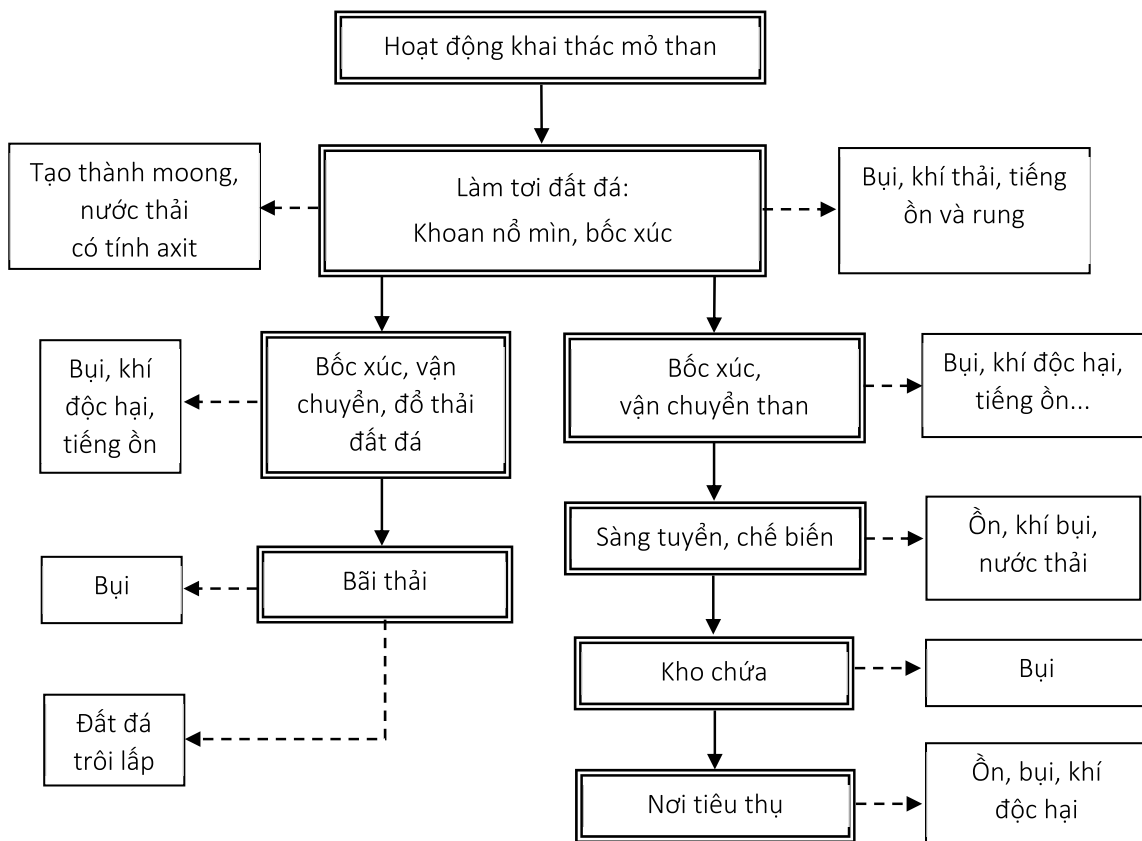 Hoạt động khai thác mỏ than
Tạo thành moong,
nước thải
có tính axit
Làm tơi đất đá:
Khoan nổ mìn, bốc xúc
Bụi, khí thải, tiếng
ồn và rung
Bụi, khí
độc hại,
tiếng ồn
Bốc xúc, vận
chuyển, đổ thải
đất đá
Bốc xúc,
vận chuyển than
Bụi, khí độc hại,
tiếng ồn...
Sàng tuyển, chế biến
Ồn, khí bụi,
nước thải
Bụi
Bãi thải
Kho chứa
Bụi
Đất đá
trôi lấp
Nơi tiêu thụ
Ồn, bụi, khí
độc hại